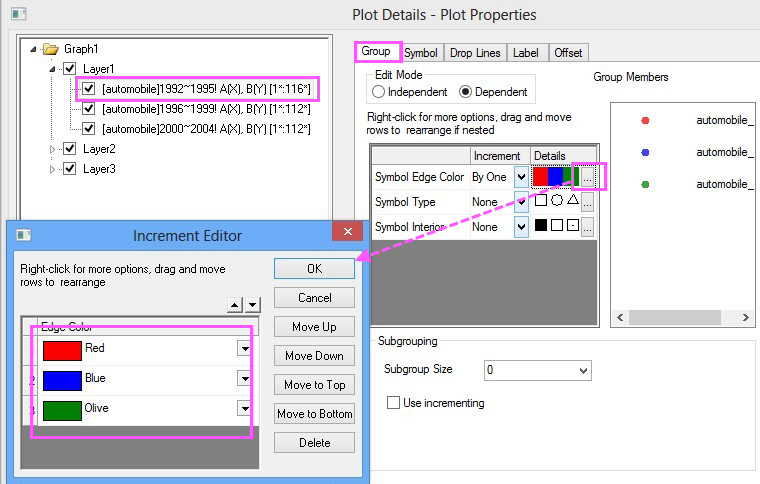 Plot Details - Plot Properties
Graph1
Layer1
[automobile]1992~1995! A(X), B(Y) [1*:116*]
[automobile]1996~1999! A(X), B(Y) [1*:112*]
[automobile]2000~2004! A(X), B(Y) [1*:112*]
Layer2
Layer3
Group
Symbol
Drop Lines
Label
Offset
Edit Mode
Independent
Dependent
Right-click for more options, drag and move
rows to rearrange if nested
Increment
Details
Symbol Edge Color
By One
...
Symbol Type
None
...
Symbol Interior
None
...
Group Members
automobile_
automobile_
automobile_
Subgrouping
Subgroup Size
0
Use incrementing
Increment Editor
Right-click for more options, drag and move
rows to rearrange
Edge Color
Red
2
Blue
3
Olive
OK
Cancel
Move Up
Move Down
Move to Top
Move to Bottom
Delete